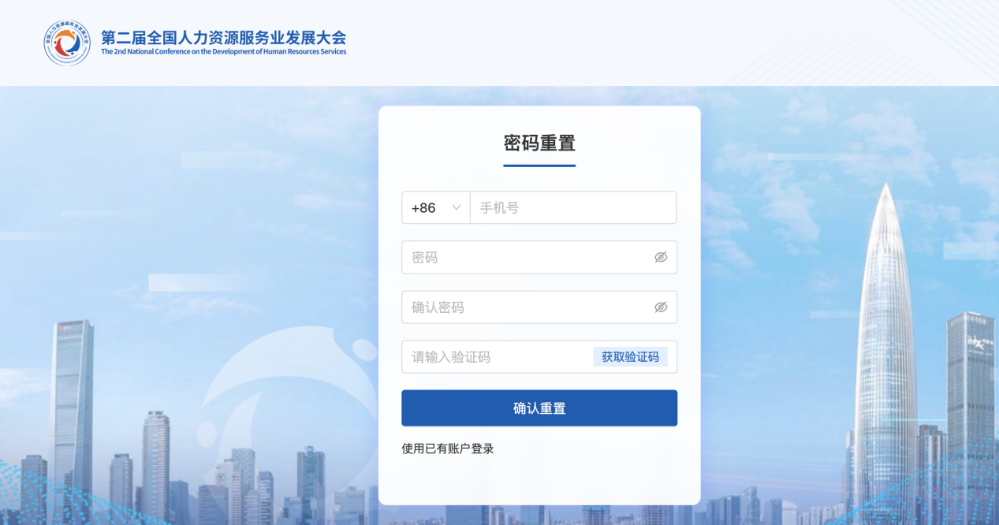 第二届全国人力资源服务业发展大会
The 2nd National Conference on the Development of Human Resources Services
密码重置
+86
手机号
密码
确认密码
请输入验证码
获取验证码
确认重置
使用已有账户登录